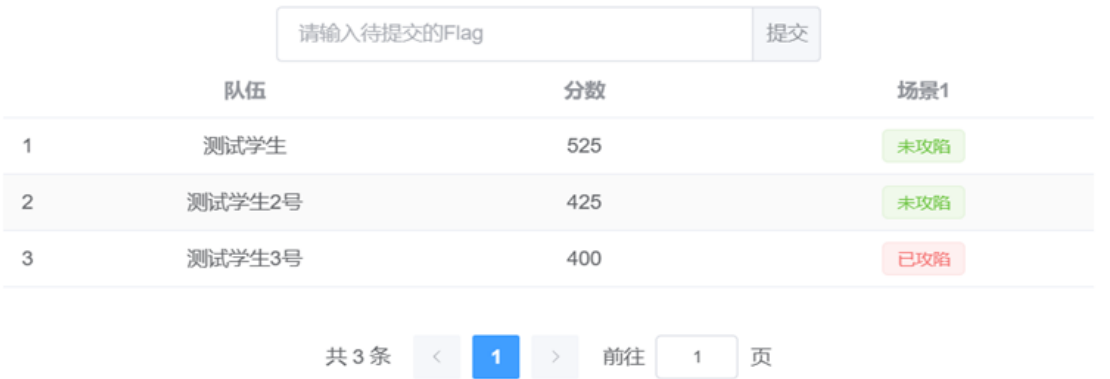 请输入待提交的Flag 提交
队伍 分数 场景1
1 测试学生 525 未攻陷
2 测试学生2号 425 未攻陷
3 测试学生3号 400 已攻陷
共 3 条 < 1 > 前往 1 页